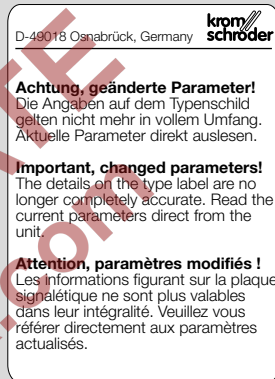 D-49018 Osnabrück, Germany
krom
schröder
Achtung, geänderte Parameter!
Die Angaben auf dem Typenschild
gelten nicht mehr in vollem Umfang.
Aktuelle Parameter direkt auslesen.
Important, changed parameters!
The details on the type label are no
longer completely accurate. Read the
current parameters direct from the
unit.
Attention, paramètres modifiés !
Les informations figurant sur la plaque
signalétique ne sont plus valables
dans leur intégralité. Veuillez vous
référer directement aux paramètres
actualisés.